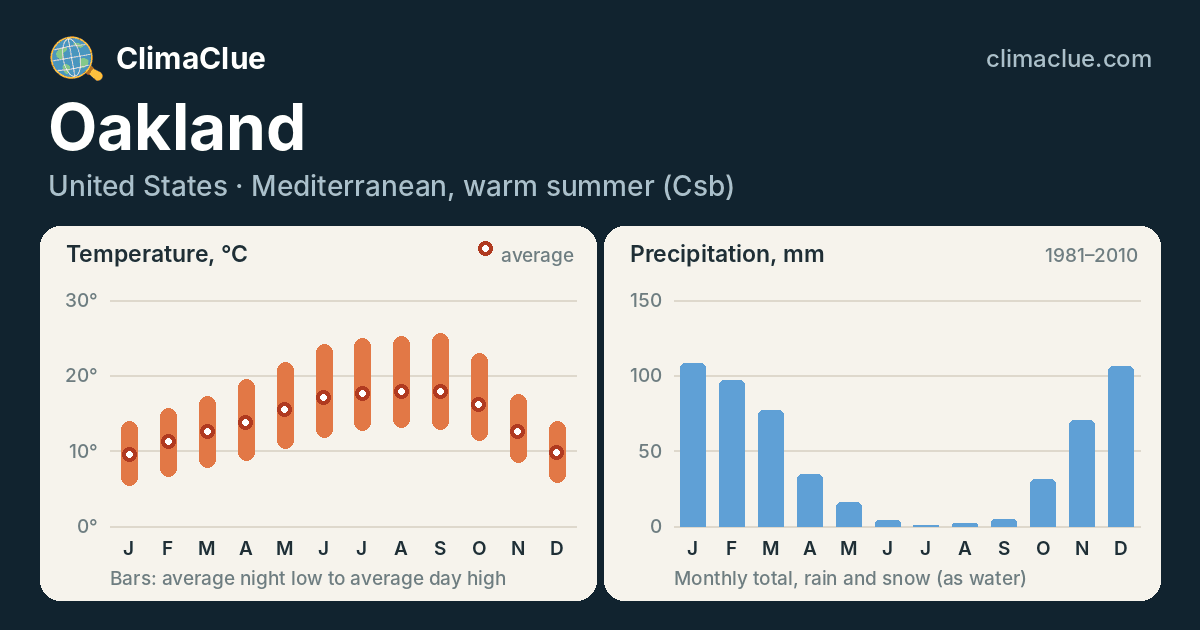 ClimaClue
climaclue.com
Oakland
United States · Mediterranean, warm summer (Csb)
Temperature, °C
average
30°
20°
10°
0°
J F M A M J J A S O N D
Bars: average night low to average day high
Precipitation, mm
1981–2010
150
100
50
0
J F M A M J J A S O N D
Monthly total, rain and snow (as water)